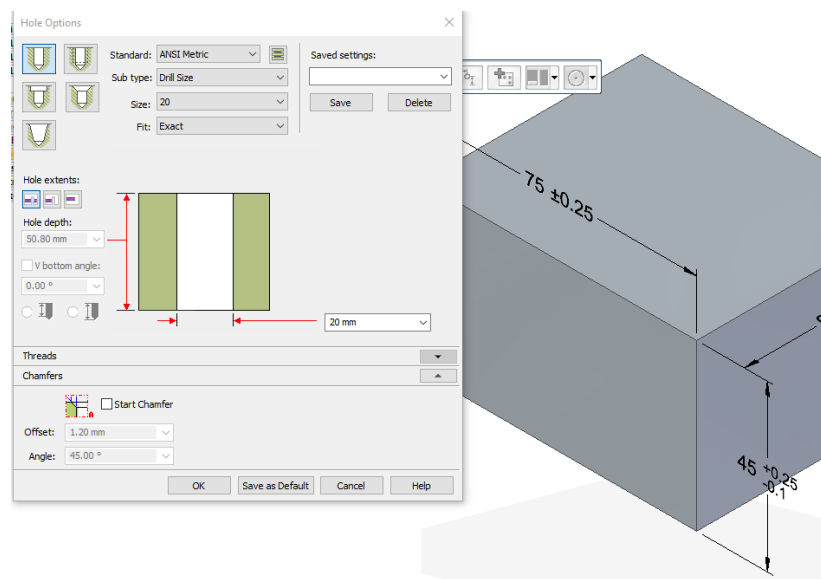 Hole Options
Standard: ANSI Metric
Saved settings:
Sub type: Drill Size
Size: 20
Save
Delete
Fit: Exact
Hole extents:
Hole depth:
50.80 mm
V bottom angle:
0.00 °
20 mm
Threads
Chamfers
Start Chamfer
Offset: 1.20 mm
Angle: 45.00 °
OK
Save as Default
Cancel
Help
75 ±0.25
45 +0.25
-0.1